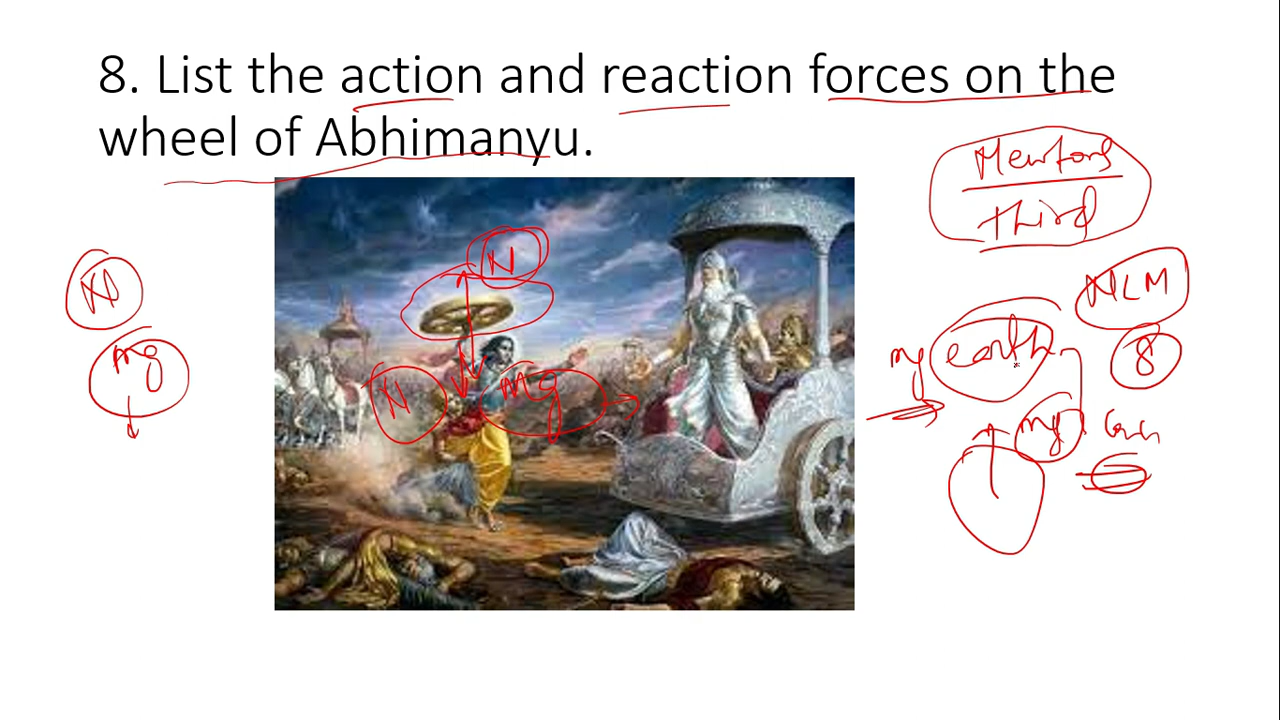 8. List the action and reaction forces on the
wheel of Abhimanyu.
Newtons
Third
N
N
NLM
mg
mg
earth
8
N
mg
mg